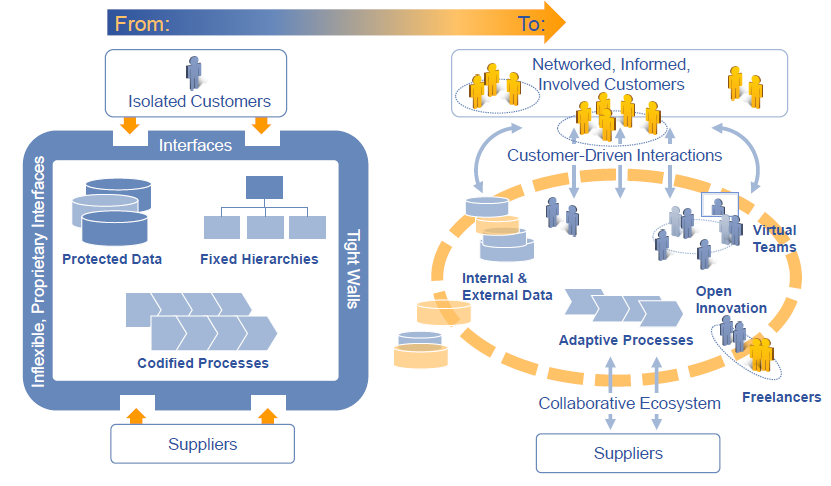 From:
To:
Isolated Customers
Interfaces
Inflexible, Proprietary Interfaces
Tight Walls
Protected Data
Fixed Hierarchies
Codified Processes
Suppliers
Networked, Informed,
Involved Customers
Customer-Driven Interactions
Virtual
Teams
Internal &
External Data
Open
Innovation
Adaptive Processes
Freelancers
Collaborative Ecosystem
Suppliers